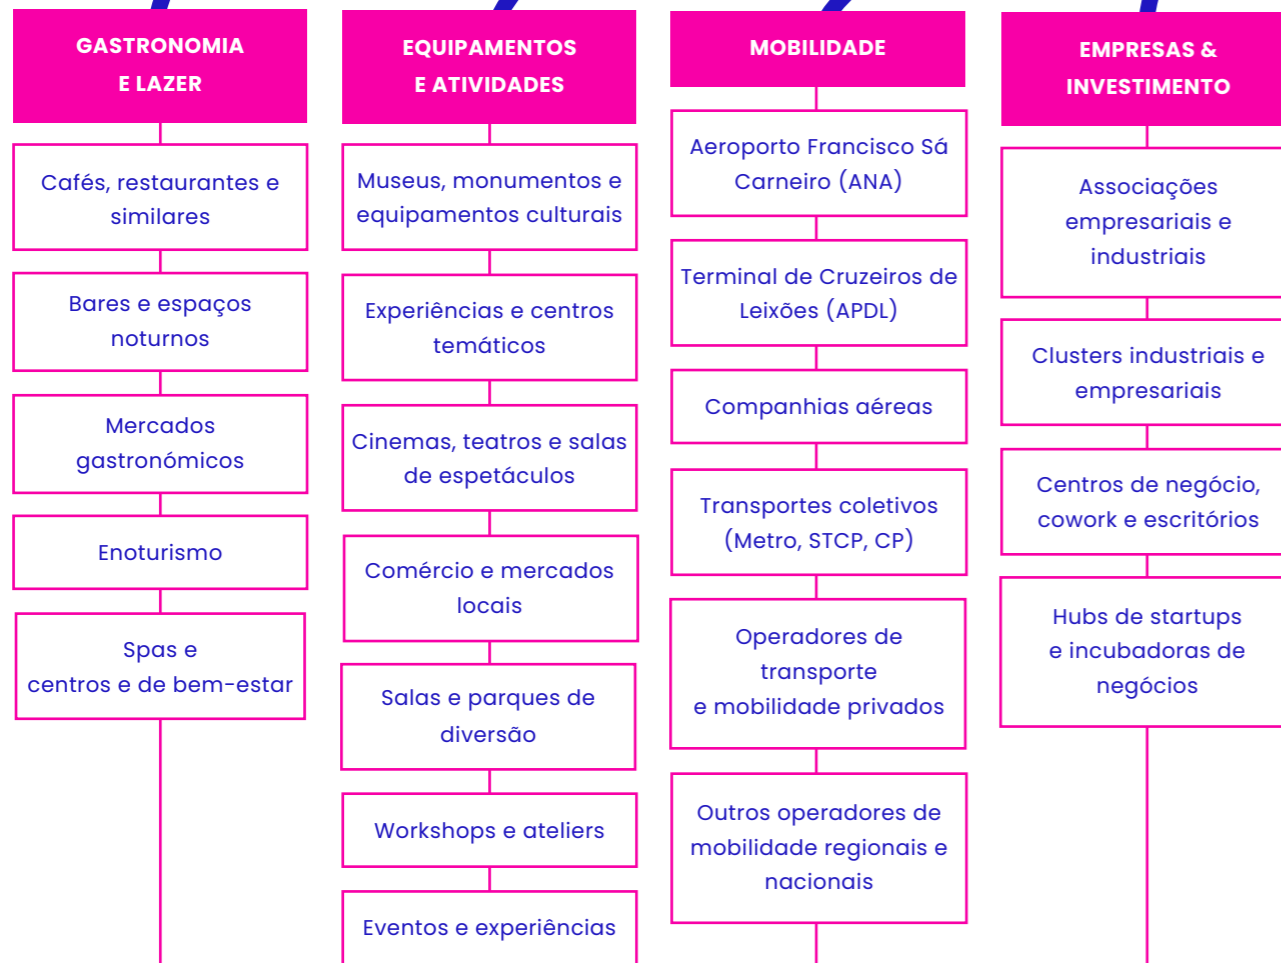 GASTRONOMIA
E LAZER
Cafés, restaurantes e
similares
Bares e espaços
noturnos
Mercados
gastronómicos
Enoturismo
Spas e
centros e de bem-estar
EQUIPAMENTOS
E ATIVIDADES
Museus, monumentos e
equipamentos culturais
Experiências e centros
temáticos
Cinemas, teatros e salas
de espetáculos
Comércio e mercados
locais
Salas e parques de
diversão
Workshops e ateliers
Eventos e experiências
MOBILIDADE
Aeroporto Francisco Sá
Carneiro (ANA)
Terminal de Cruzeiros de
Leixões (APDL)
Companhias aéreas
Transportes coletivos
(Metro, STCP, CP)
Operadores de
transporte
e mobilidade privados
Outros operadores de
mobilidade regionais e
nacionais
EMPRESAS &
INVESTIMENTO
Associações
empresariais e
industriais
Clusters industriais e
empresariais
Centros de negócio,
cowork e escritórios
Hubs de startups
e incubadoras de
negócios